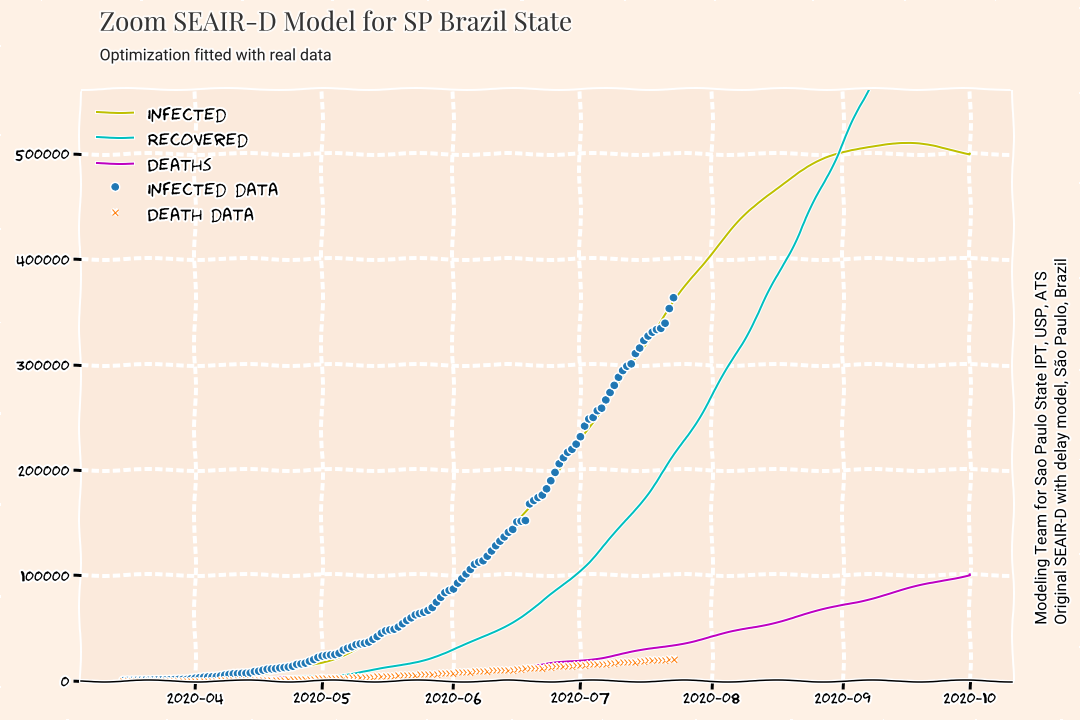 Zoom SEAIR-D Model for SP Brazil State
Optimization fitted with real data
INFECTED
RECOVERED
DEATHS
INFECTED DATA
DEATH DATA
500000
400000
300000
200000
100000
0
2020-04
2020-05
2020-06
2020-07
2020-08
2020-09
2020-10
Modeling Team for Sao Paulo State IPT, USP, ATS
Original SEAIR-D with delay model, São Paulo, Brazil